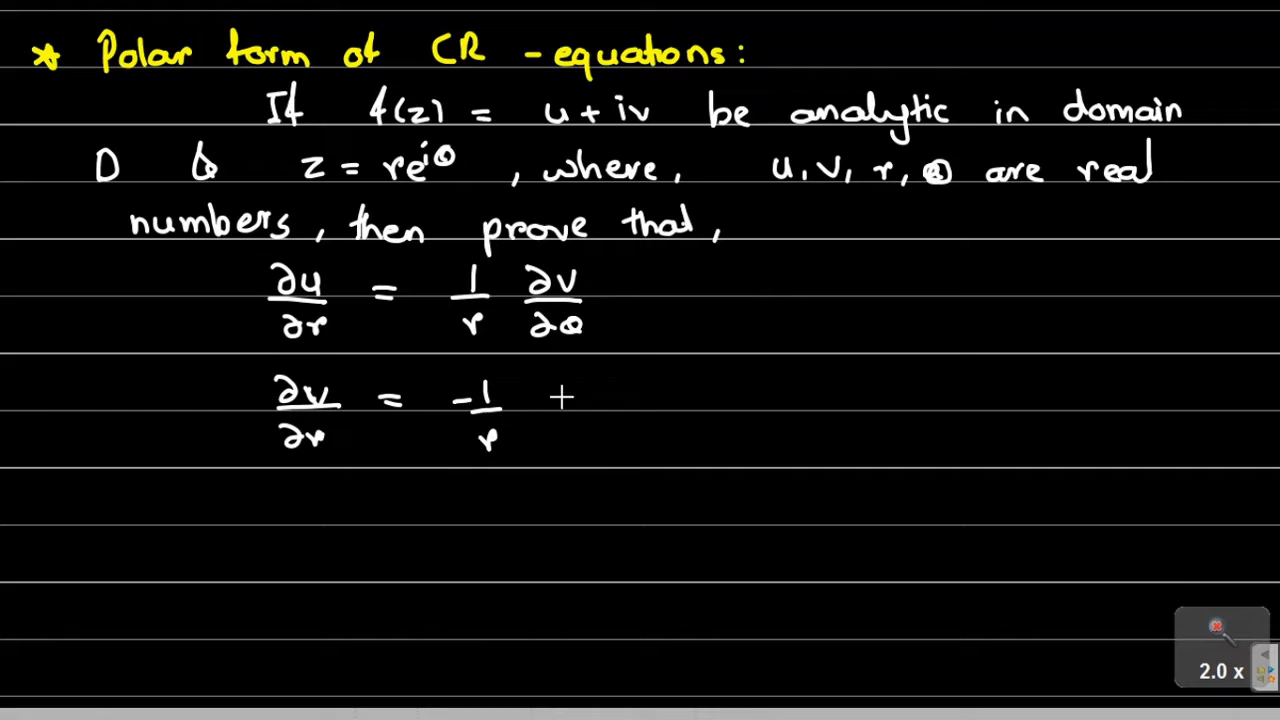 * Polar form of CR - equations:
If f(z) = u + iv be analytic in domain
D & z = re^{iθ} , where, u, v, r, θ are real
numbers, then prove that,
∂u/∂r = 1/r ∂v/∂θ
∂v/∂r = -1/r
2.0 x